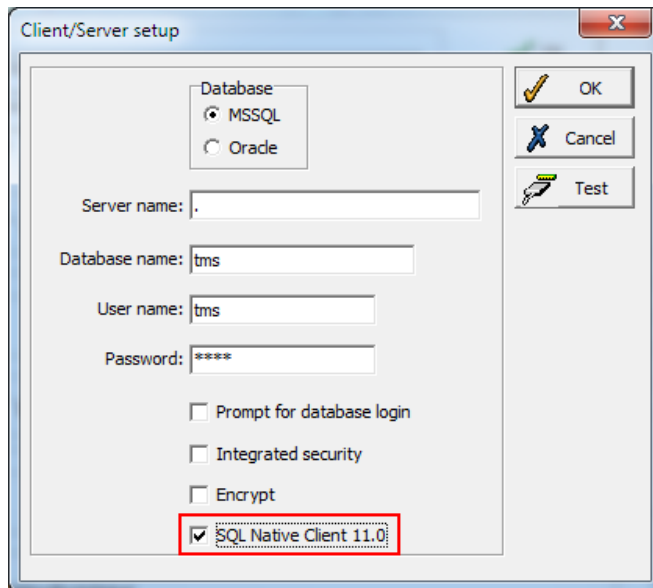 Client/Server setup
Database
MSSQL
Oracle
Server name: .
Database name: tms
User name: tms
Password: ****
Prompt for database login
Integrated security
Encrypt
SQL Native Client 11.0
OK
Cancel
Test